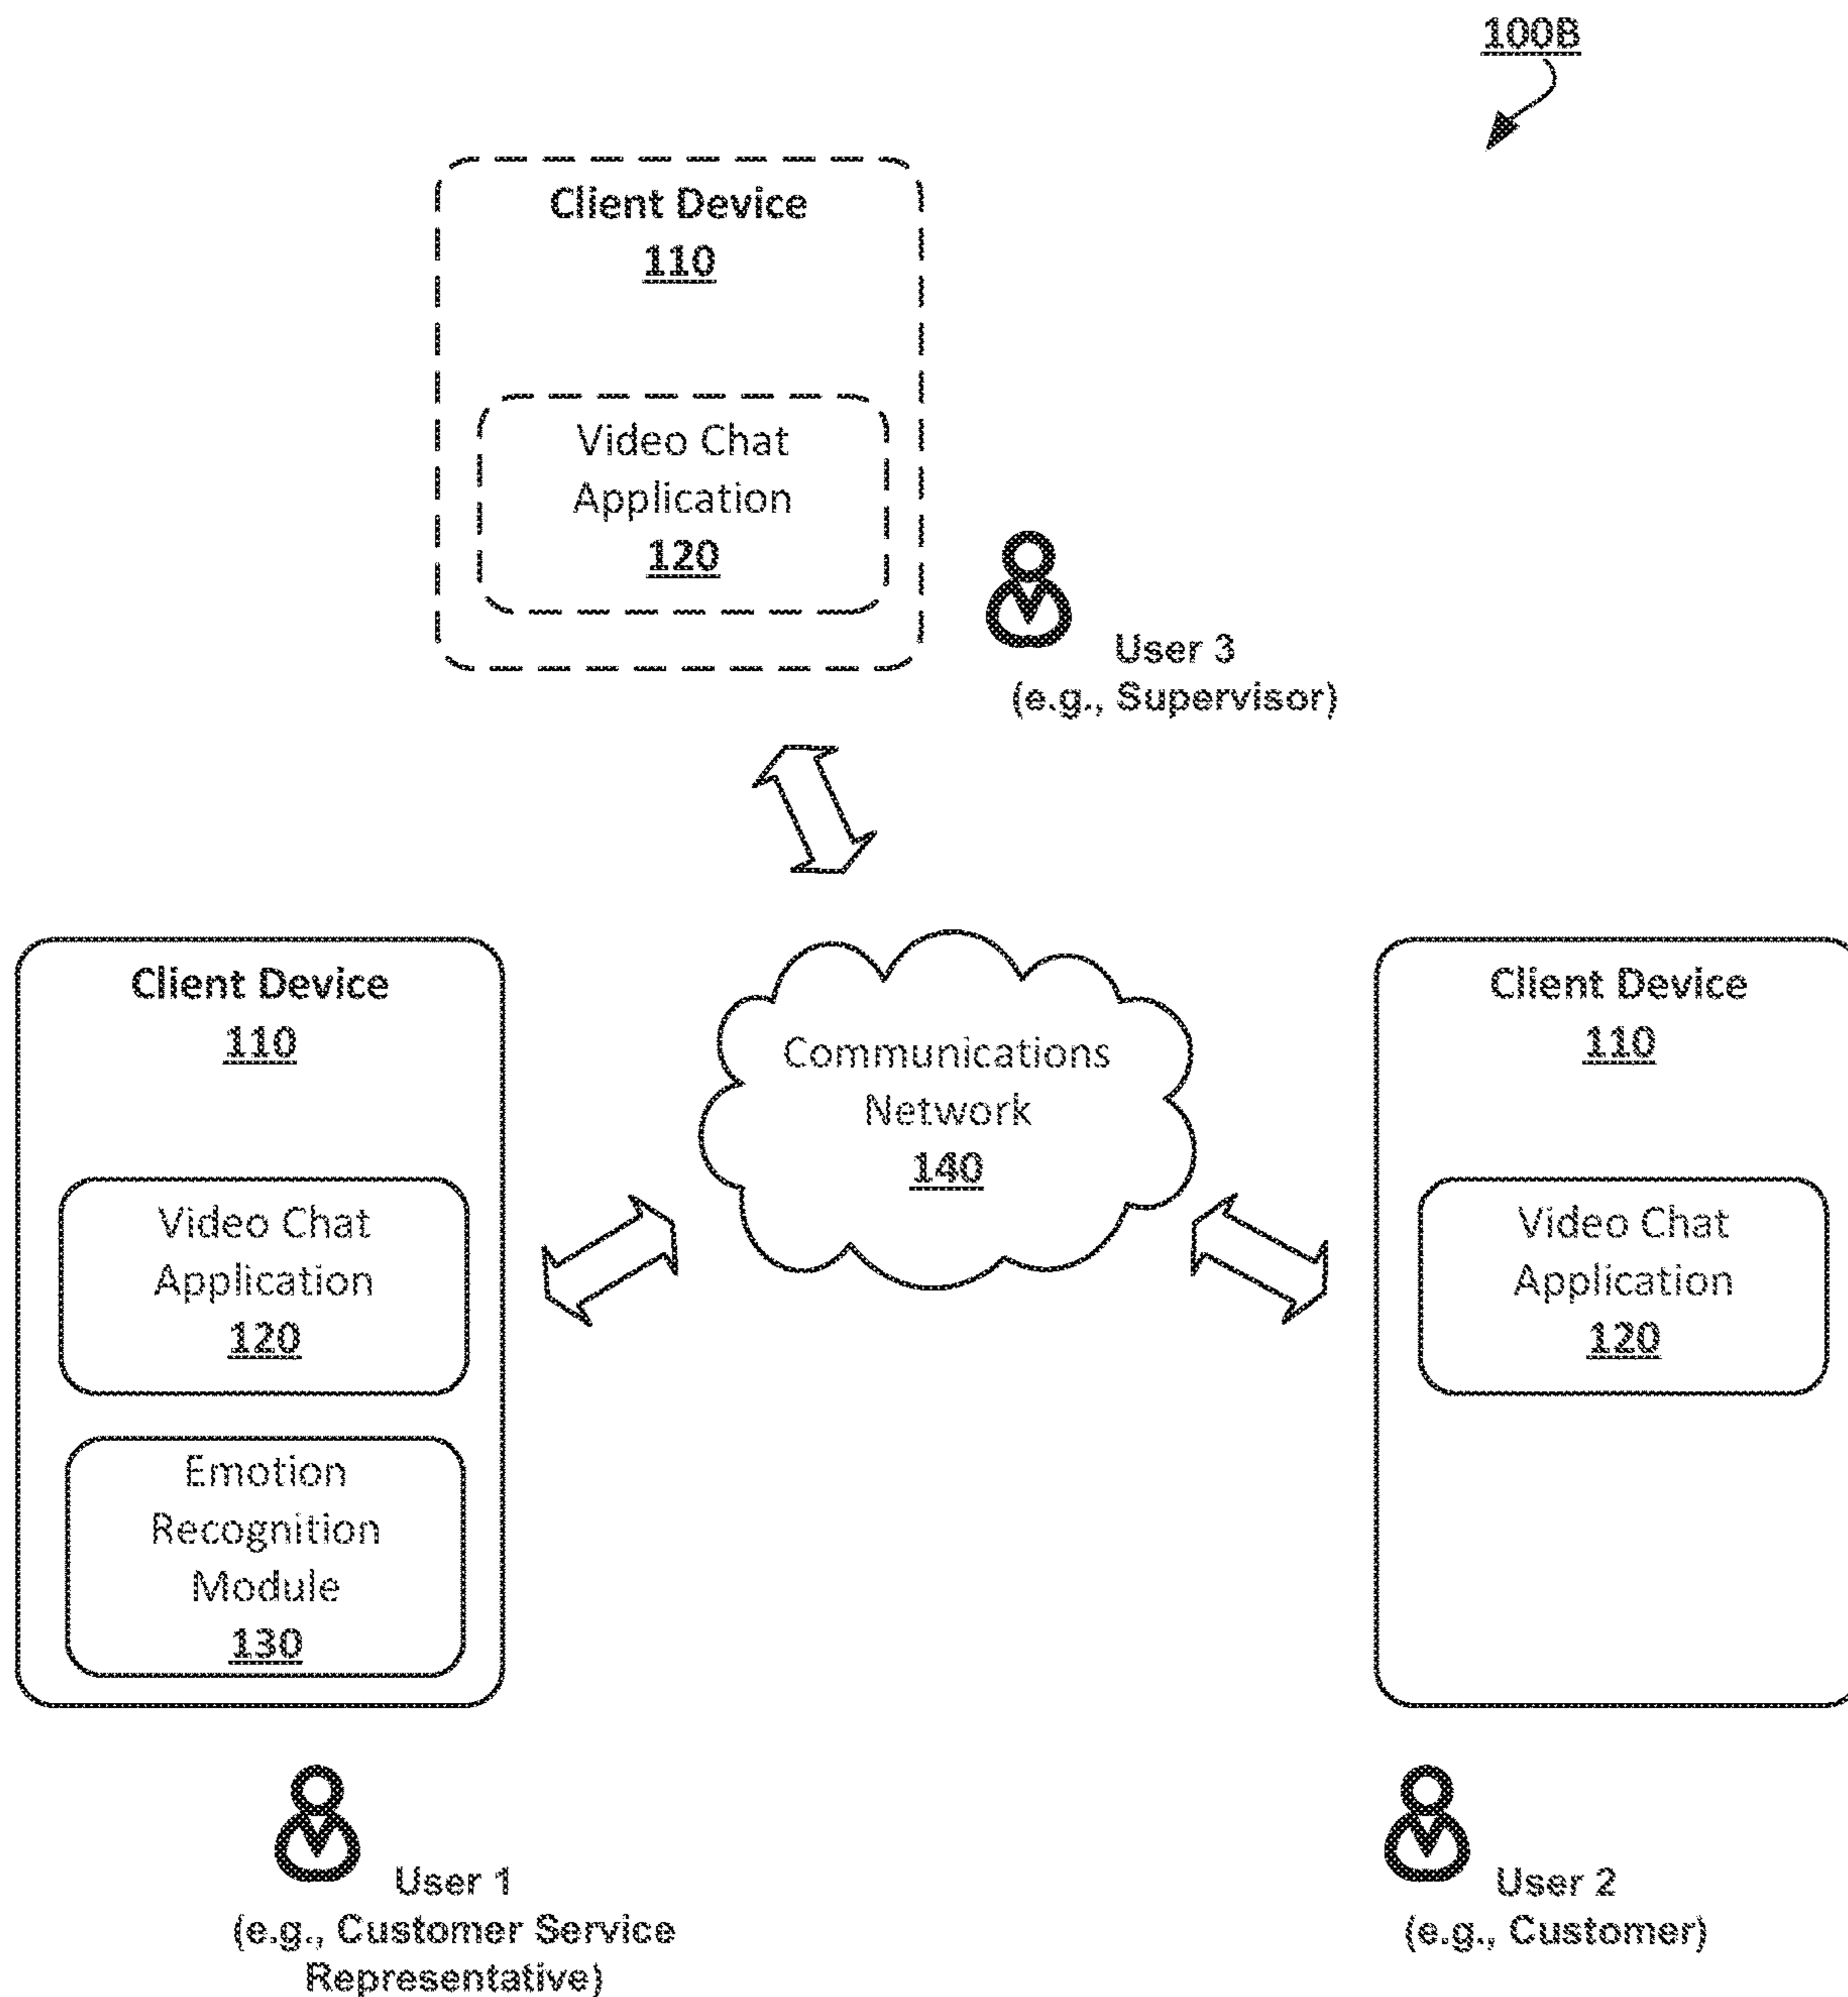 100B
Client Device
110
Video Chat
Application
120
User 3
(e.g., Supervisor)
Client Device
110
Video Chat
Application
120
Emotion
Recognition
Module
130
Communications
Network
140
Client Device
110
Video Chat
Application
120
User 1
(e.g., Customer Service
Representative)
User 2
(e.g., Customer)